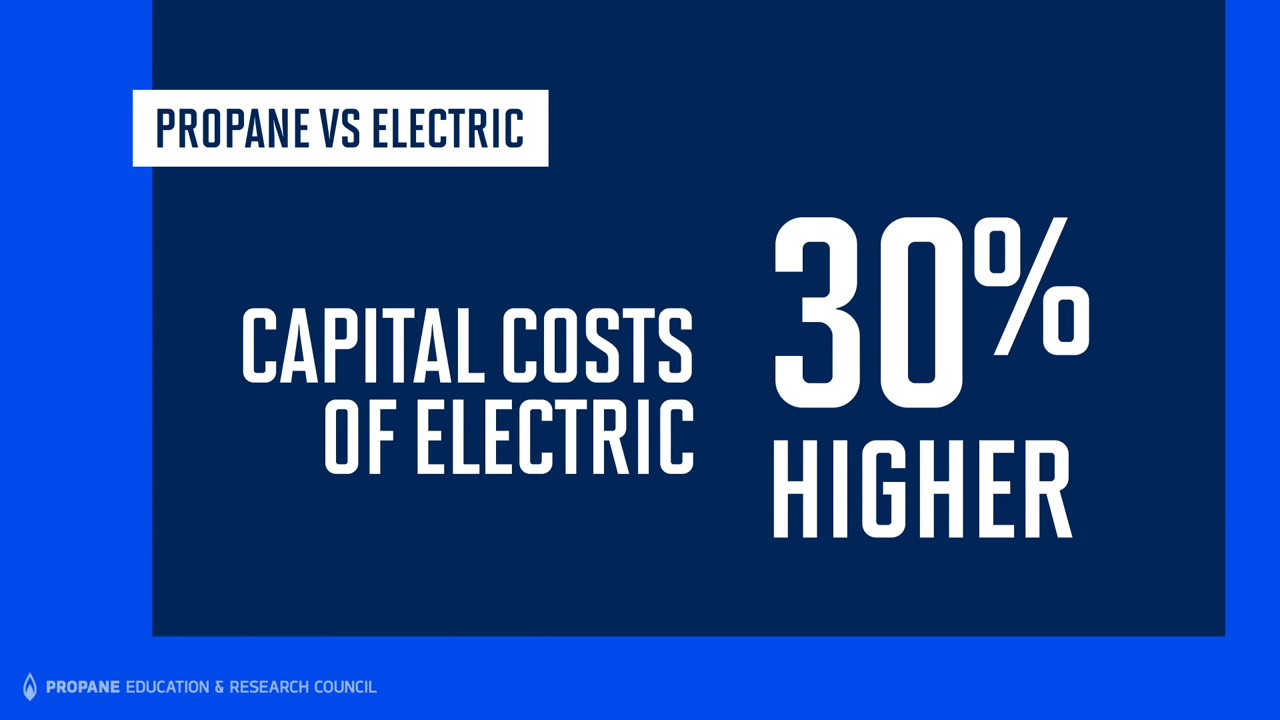 PROPANE VS ELECTRIC
CAPITAL COSTS
OF ELECTRIC
30%
HIGHER
PROPANE EDUCATION & RESEARCH COUNCIL